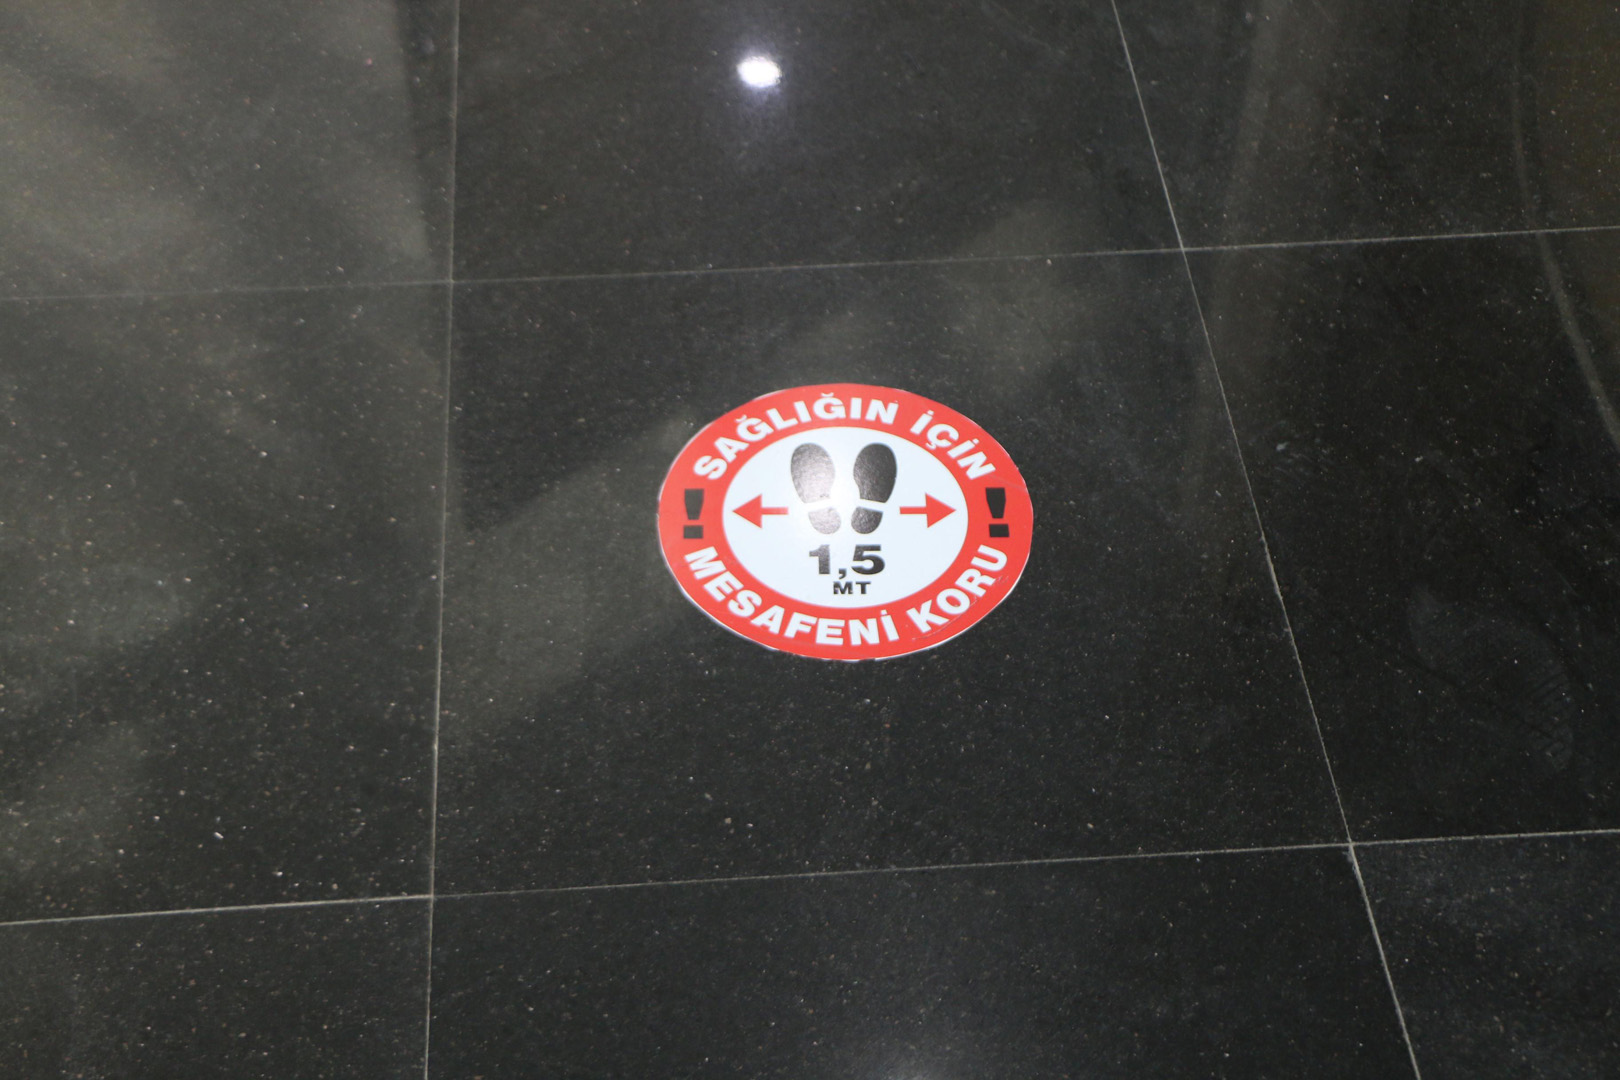 SAĞLIĞIN İÇİN
! !
1,5
MT
MESAFENİ KORU